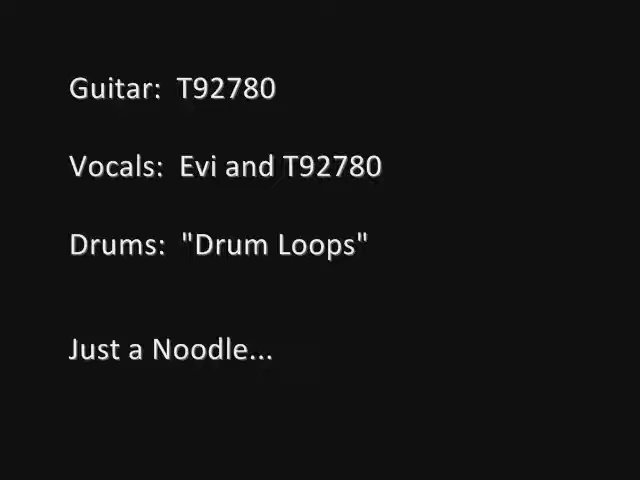 Guitar:  T92780
Vocals:  Evi and T92780
Drums:  "Drum Loops"
Just a Noodle...